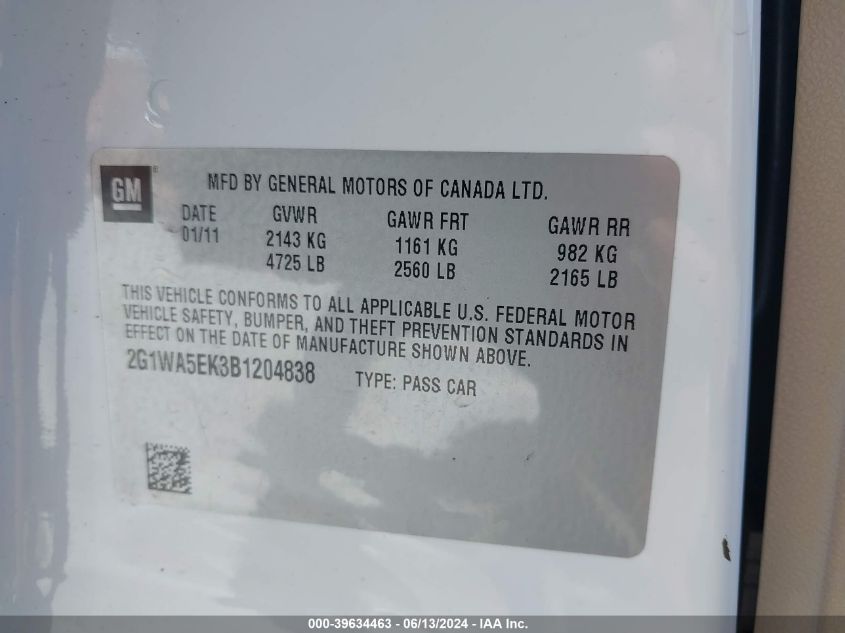 GM®
MFD BY GENERAL MOTORS OF CANADA LTD.
DATE GVWR GAWR FRT GAWR RR
01/11 2143 KG 1161 KG 982 KG
4725 LB 2560 LB 2165 LB
THIS VEHICLE CONFORMS TO ALL APPLICABLE U.S. FEDERAL MOTOR
VEHICLE SAFETY, BUMPER, AND THEFT PREVENTION STANDARDS IN
EFFECT ON THE DATE OF MANUFACTURE SHOWN ABOVE.
2G1WA5EK3B1204838 TYPE: PASS CAR
000-39634463 - 06/13/2024 - IAA Inc.